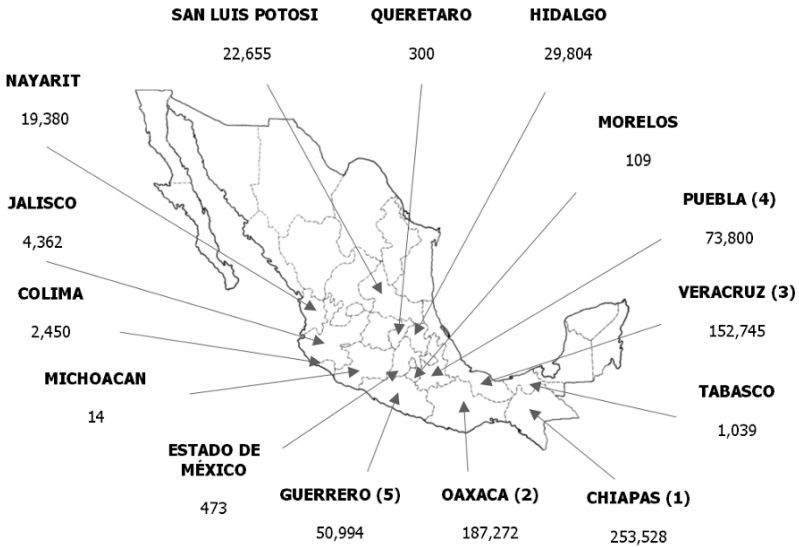 SAN LUIS POTOSI
22,655
QUERETARO
300
HIDALGO
29,804
NAYARIT
19,380
MORELOS
109
JALISCO
4,362
PUEBLA (4)
73,800
COLIMA
2,450
VERACRUZ (3)
152,745
MICHOACAN
14
TABASCO
1,039
ESTADO DE
MÉXICO
473
GUERRERO (5)
50,994
OAXACA (2)
187,272
CHIAPAS (1)
253,528